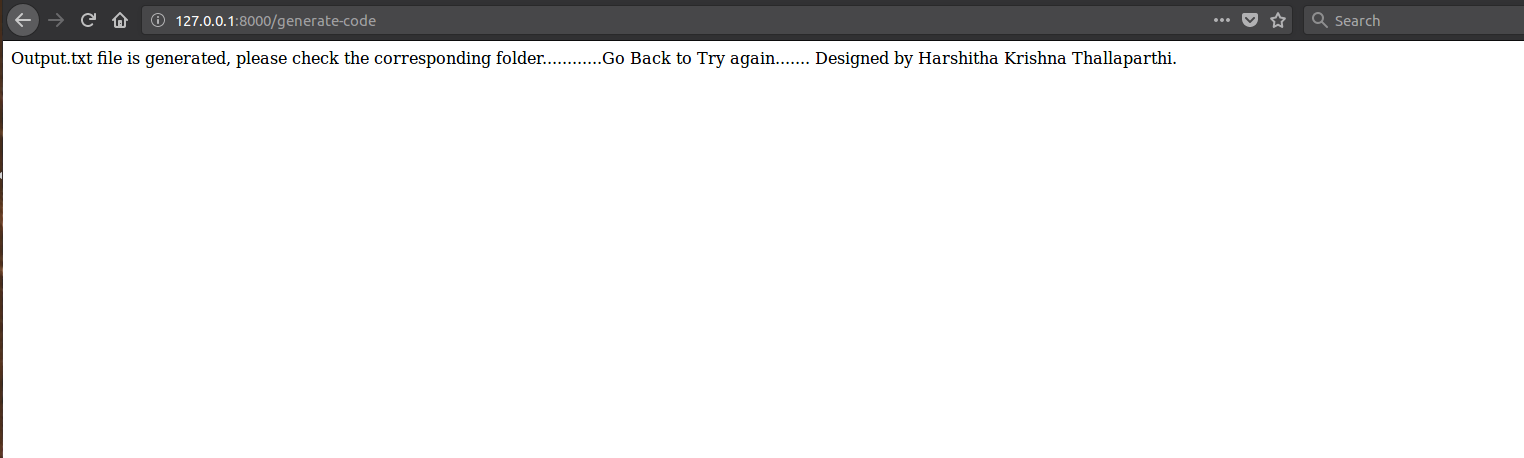 127.0.0.1:8000/generate-code
Search
Output.txt file is generated, please check the corresponding folder............Go Back to Try again....... Designed by Harshitha Krishna Thallaparthi.